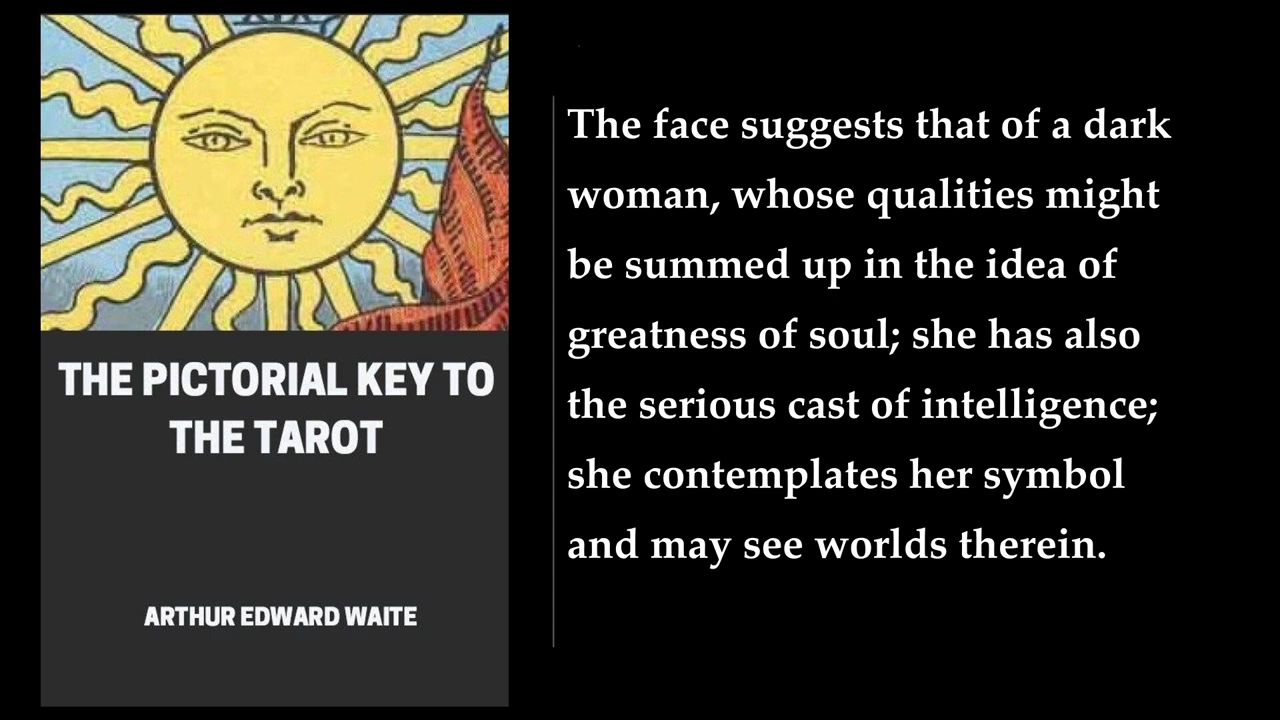 XIX
THE PICTORIAL KEY TO
THE TAROT
ARTHUR EDWARD WAITE
The face suggests that of a dark
woman, whose qualities might
be summed up in the idea of
greatness of soul; she has also
the serious cast of intelligence;
she contemplates her symbol
and may see worlds therein.